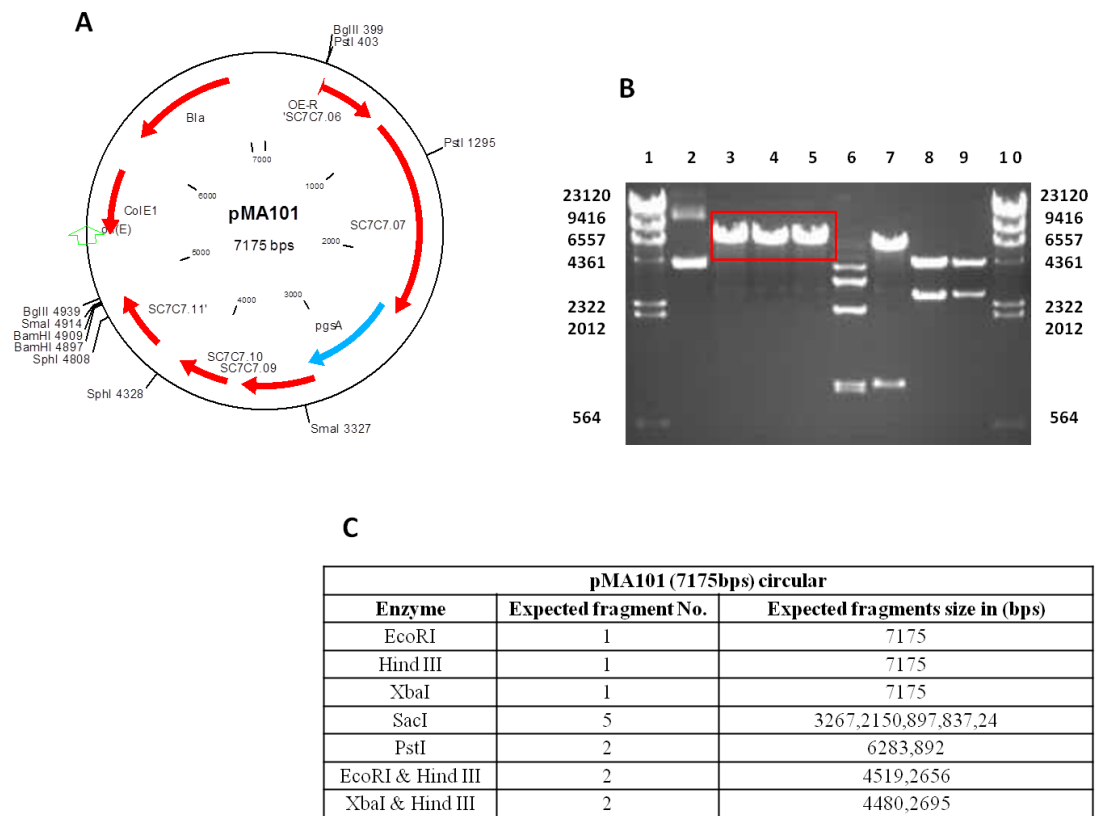 A
BglII 399
PstI 403
OE-R
'SC7C7.06
Bla
PstI 1295
7000
1000
6000
ColE1
pMA101
SC7C7.07
2000
7175 bps
5000
3000
4000
pgsA
SC7C7.11'
BglII 4939
SmaI 4914
BamHI 4909
BamHI 4897
SphI 4808
SC7C7.10
SC7C7.09
SphI 4328
SmaI 3327
B
1 2 3 4 5 6 7 8 9 10
23120 23120
9416 9416
6557 6557
4361 4361
2322 2322
2012 2012
564 564
C
pMA101 (7175bps) circular
Enzyme Expected fragment No. Expected fragments size in (bps)
EcoRI 1 7175
Hind III 1 7175
XbaI 1 7175
SacI 5 3267,2150,897,837,24
PstI 2 6283,892
EcoRI & Hind III 2 4519,2656
XbaI & Hind III 2 4480,2695